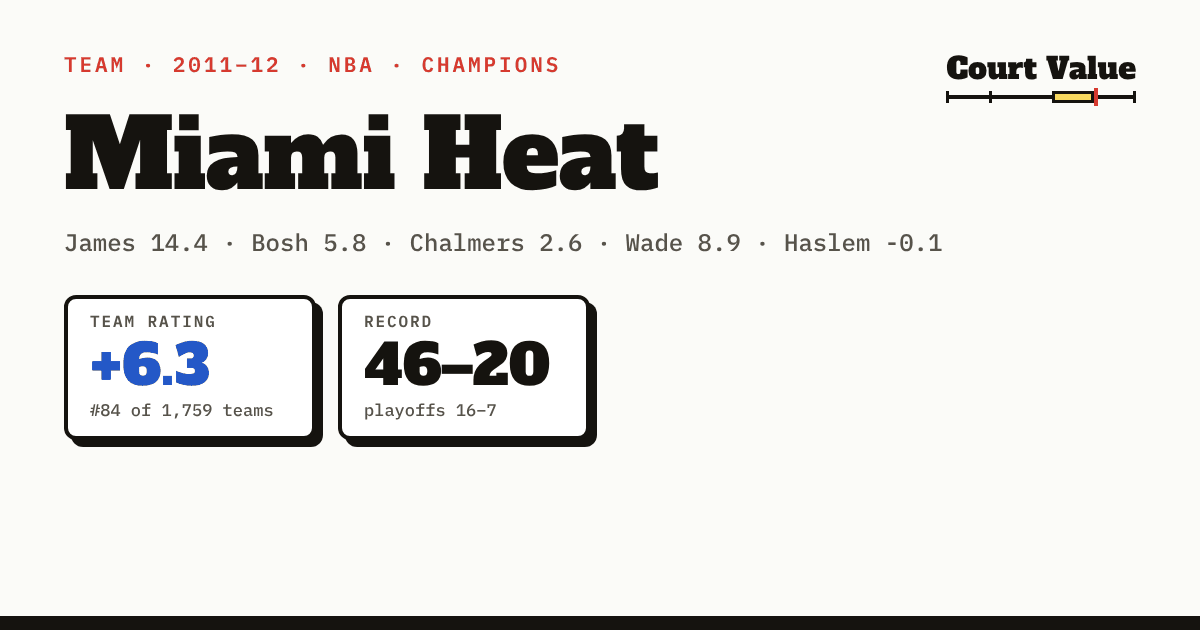 TEAM · 2011–12 · NBA · CHAMPIONS
Court Value
Miami Heat
James 14.4 · Bosh 5.8 · Chalmers 2.6 · Wade 8.9 · Haslem -0.1
TEAM RATING
+6.3
#84 of 1,759 teams
RECORD
46–20
playoffs 16–7